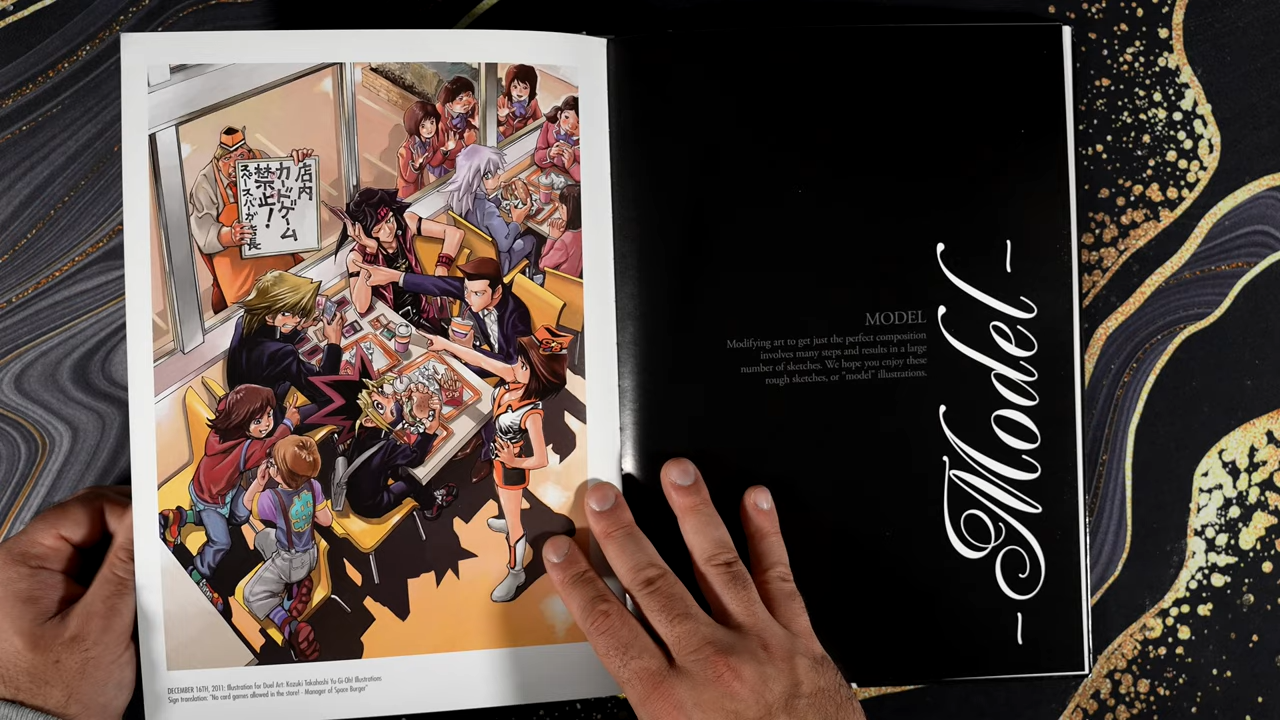 店内
カードゲーム
禁止！
スペースバーガー店長
DECEMBER 16TH, 2011: Illustration for Duel Art: Kazuki Takahashi Yu-Gi-Oh! Illustrations
Sign translation: "No card games allowed in the store! - Manager of Space Burger"
MODEL
Modifying art to get just the perfect composition
involves many steps and results in a large
number of sketches. We hope you enjoy these
rough sketches, or "model" illustrations.
~Model~